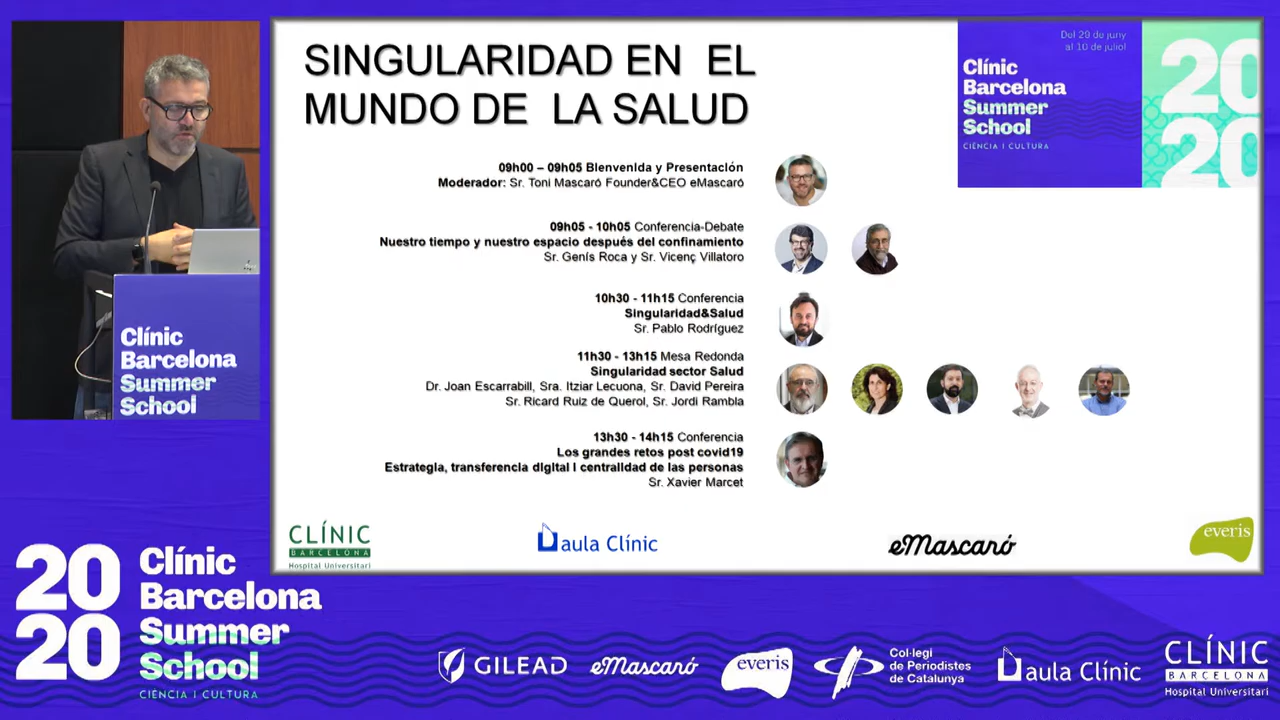 SINGULARIDAD EN EL
MUNDO DE LA SALUD
Del 29 de juny
al 10 de juliol
Clínic
Barcelona
Summer
School
CIÈNCIA I CULTURA
20
20
09h00 – 09h05 Bienvenida y Presentación
Moderador: Sr. Toni Mascaró Founder&CEO eMascaró
09h05 - 10h05 Conferencia-Debate
Nuestro tiempo y nuestro espacio después del confinamiento
Sr. Genís Roca y Sr. Vicenç Villatoro
10h30 - 11h15 Conferencia
Singularidad&Salud
Sr. Pablo Rodríguez
11h30 - 13h15 Mesa Redonda
Singularidad sector Salud
Dr. Joan Escarrabill, Sra. Itziar Lecuona, Sr. David Pereira
Sr. Ricard Ruiz de Querol, Sr. Jordi Rambla
13h30 - 14h15 Conferencia
Los grandes retos post covid19
Estrategia, transferencia digital i centralidad de las personas
Sr. Xavier Marcet
CLÍNIC
BARCELONA
Hospital Universitari
aula Clínic
eMascaró
everis
Clínic
Barcelona
Summer
School
20
20
Clínic
Barcelona
Summer
School
CIÈNCIA I CULTURA
GILEAD
eMascaró
everis
Col·legi
de Periodistes
de Catalunya
aula Clínic
CLÍNIC
BARCELONA
Hospital Universitari